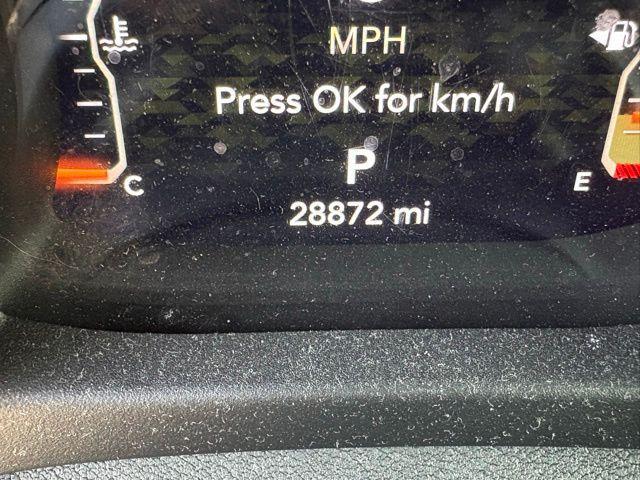 MPH
Press OK for km/h
P
C
E
28872 mi